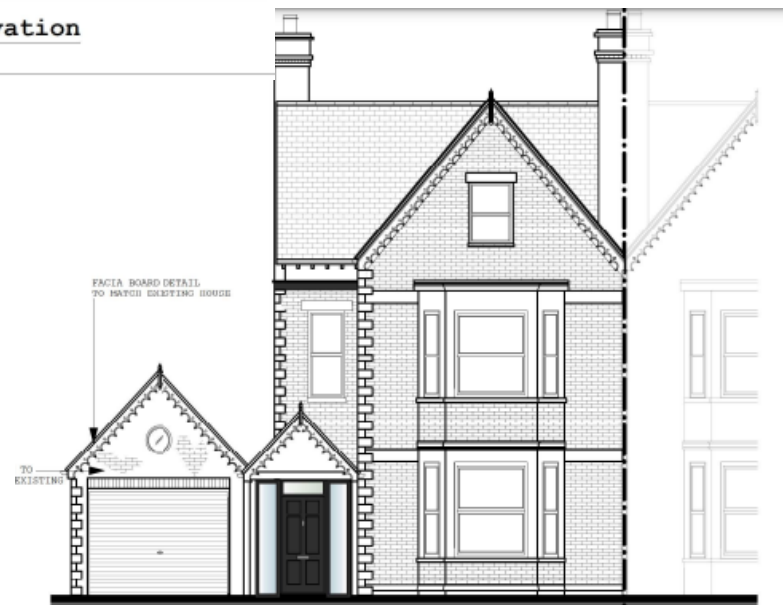 vation
FACIA BOARD DETAIL
TO MATCH EXISTING HOUSE
TO
EXISTING